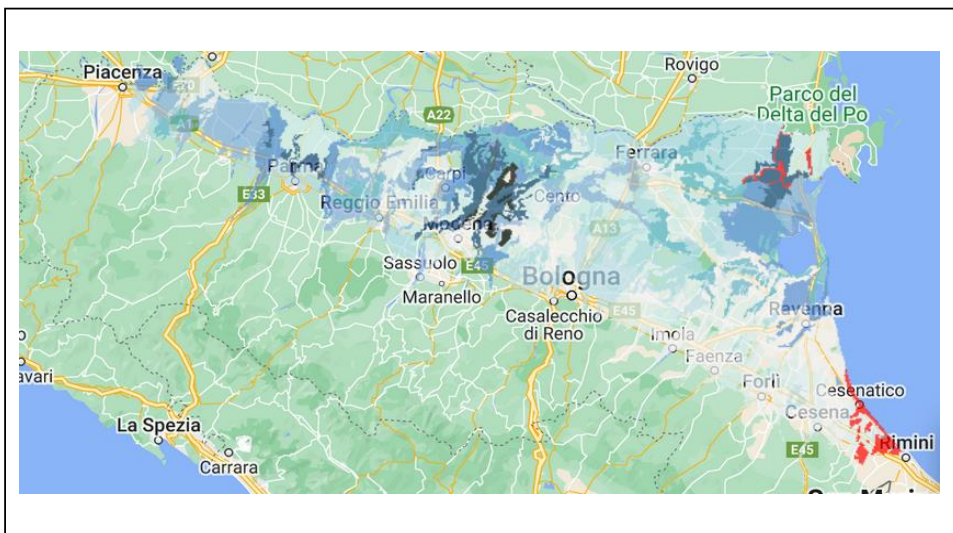 Rovigo
Piacenza
Parco del
Delta del Po
A22
Ferrara
Parma
Carpi
Cento
E33
Reggio Emilia
A13
Modena
Sassuolo
E45
Bologna
Maranello
Casalecchio
di Reno
E45
Ravenna
Imola
Faenza
avari
Forlì
Cesenatico
Cesena
La Spezia
Rimini
E45
Carrara